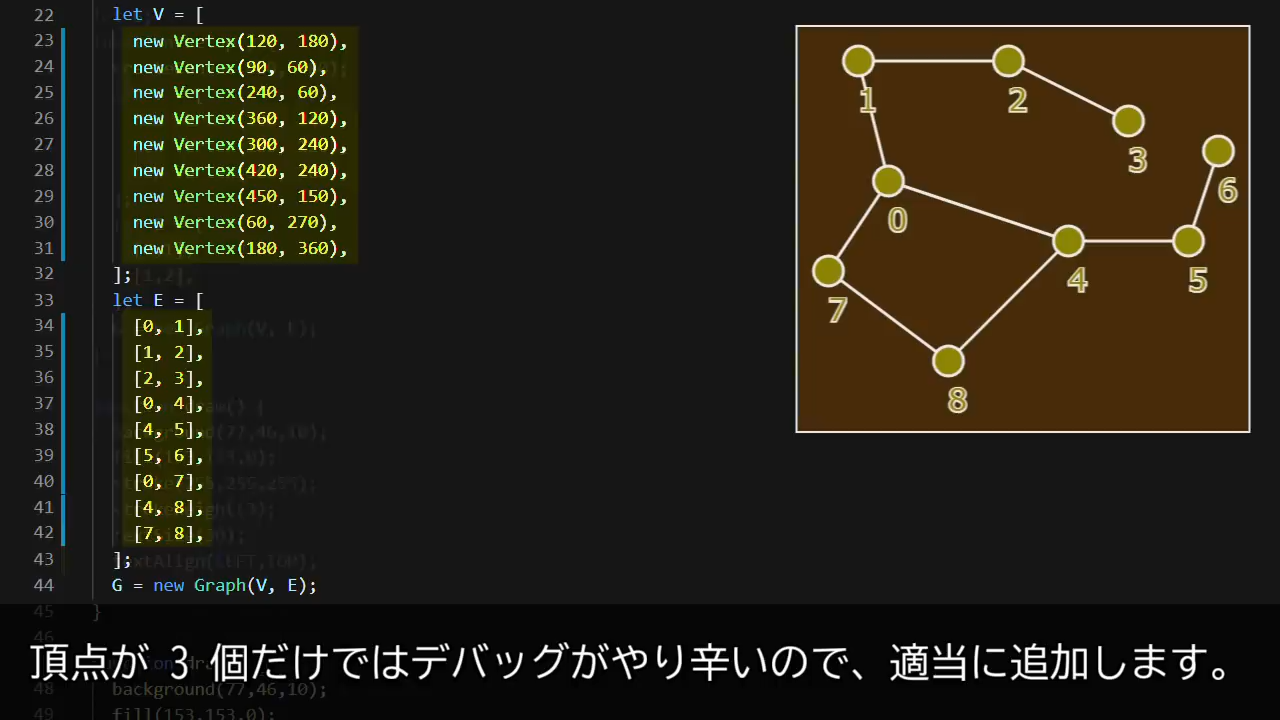 22 let V = [
23 new Vertex(120, 180),
24 new Vertex(90, 60),
25 new Vertex(240, 60),
26 new Vertex(360, 120),
27 new Vertex(300, 240),
28 new Vertex(420, 240),
29 new Vertex(450, 150),
30 new Vertex(60, 270),
31 new Vertex(180, 360),
32 ];
33 let E = [
34 [0, 1],
35 [1, 2],
36 [2, 3],
37 [0, 4],
38 [4, 5],
39 [5, 6],
40 [0, 7],
41 [4, 8],
42 [7, 8],
43 ];
44 G = new Graph(V, E);
45 }
46
48 background(77,46,10);
49 fill(153,153,0);
1
2
3
6
0
4
5
7
8
頂点が 3 個だけではデバッグがやり辛いので、適当に追加します。